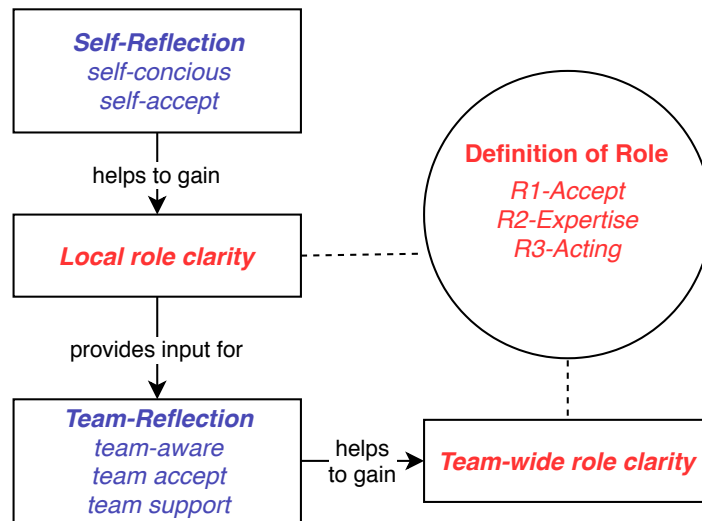 Self-Reflection
self-concious
self-accept
helps to gain
Local role clarity
provides input for
Team-Reflection
team-aware
team accept
team support
helps
to gain
Team-wide role clarity
Definition of Role
R1-Accept
R2-Expertise
R3-Acting